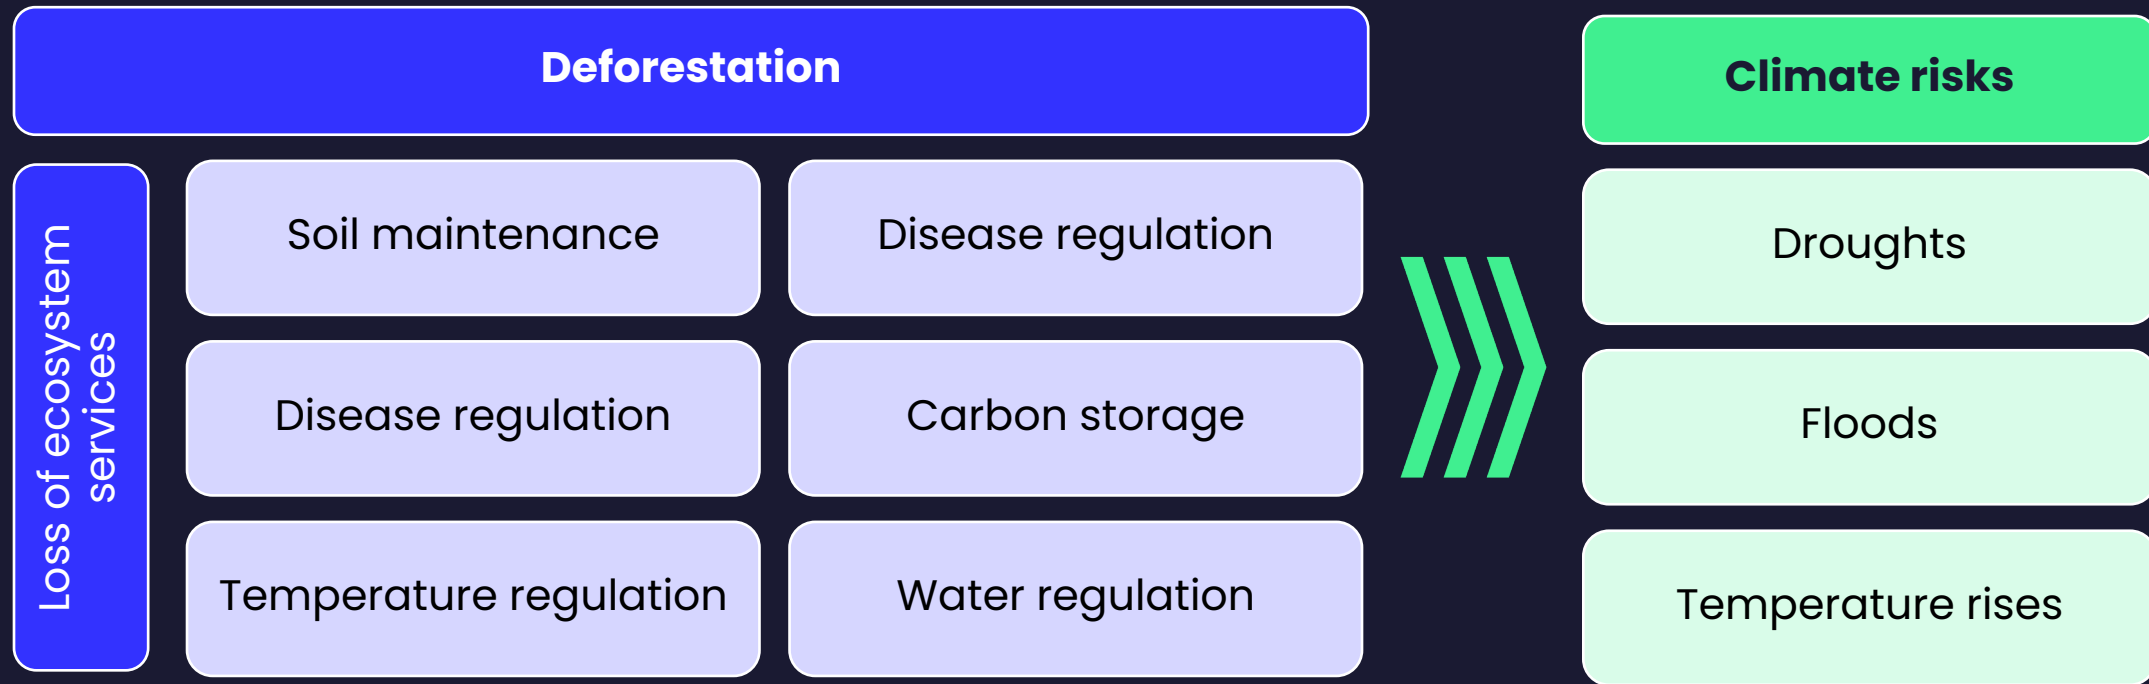 Deforestation
Climate risks
Loss of ecosystem
services
Soil maintenance
Disease regulation
Droughts
Disease regulation
Carbon storage
Floods
Temperature regulation
Water regulation
Temperature rises